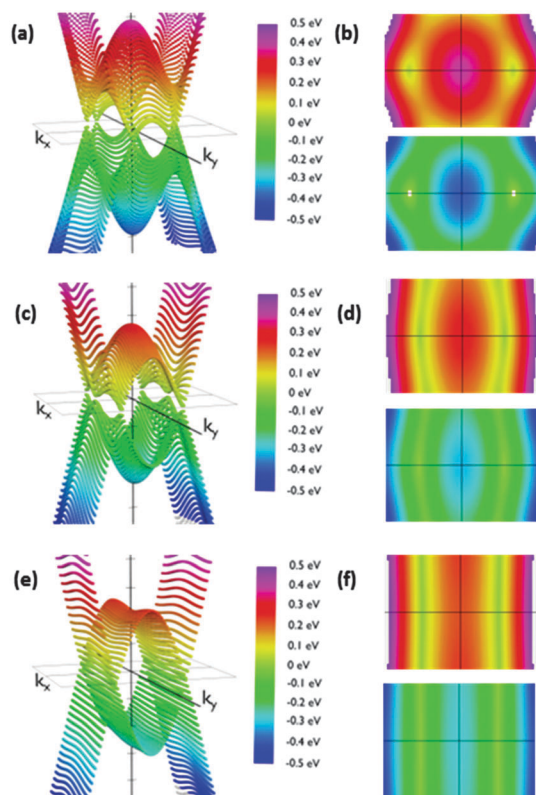 (a)
0.5 eV
0.4 eV
0.3 eV
0.2 eV
0.1 eV
0 eV
-0.1 eV
-0.2 eV
-0.3 eV
-0.4 eV
-0.5 eV
kx
ky
(b)
(c)
0.5 eV
0.4 eV
0.3 eV
0.2 eV
0.1 eV
0 eV
-0.1 eV
-0.2 eV
-0.3 eV
-0.4 eV
-0.5 eV
kx
ky
(d)
(e)
0.5 eV
0.4 eV
0.3 eV
0.2 eV
0.1 eV
0 eV
-0.1 eV
-0.2 eV
-0.3 eV
-0.4 eV
-0.5 eV
kx
ky
(f)